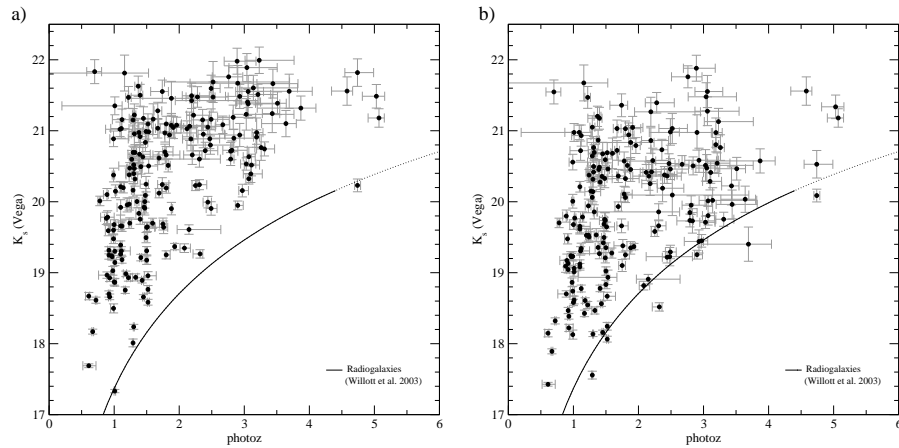 a)
22
21
20
19
18
17
K_s (Vega)
0 1 2 3 4 5 6
photoz
Radiogalaxies
(Willott et al. 2003)
b)
22
21
20
19
18
17
K_s (Vega)
0 1 2 3 4 5 6
photoz
Radiogalaxies
(Willott et al. 2003)